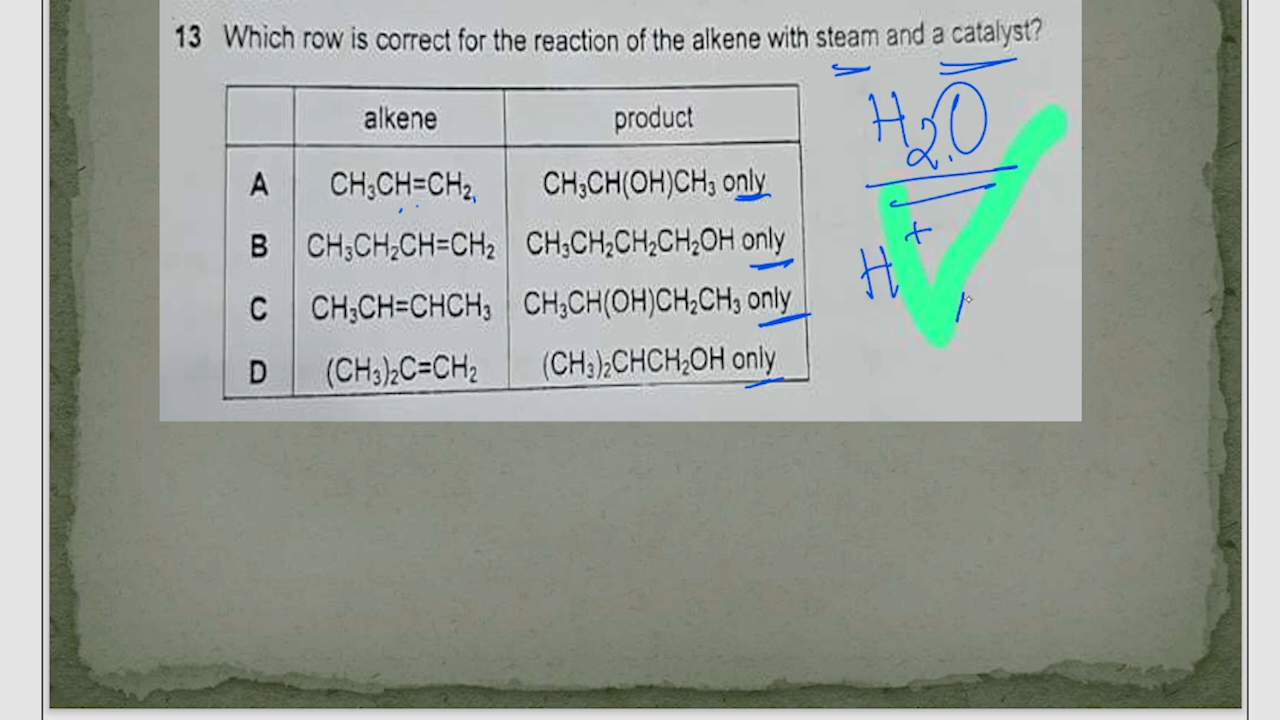 13 Which row is correct for the reaction of the alkene with steam and a catalyst?
alkene product
A CH₃CH=CH₂ CH₃CH(OH)CH₃ only
B CH₃CH₂CH=CH₂ CH₃CH₂CH₂CH₂OH only
C CH₃CH=CHCH₃ CH₃CH(OH)CH₂CH₃ only
D (CH₃)₂C=CH₂ (CH₃)₂CHCH₂OH only
H₂O
H⁺